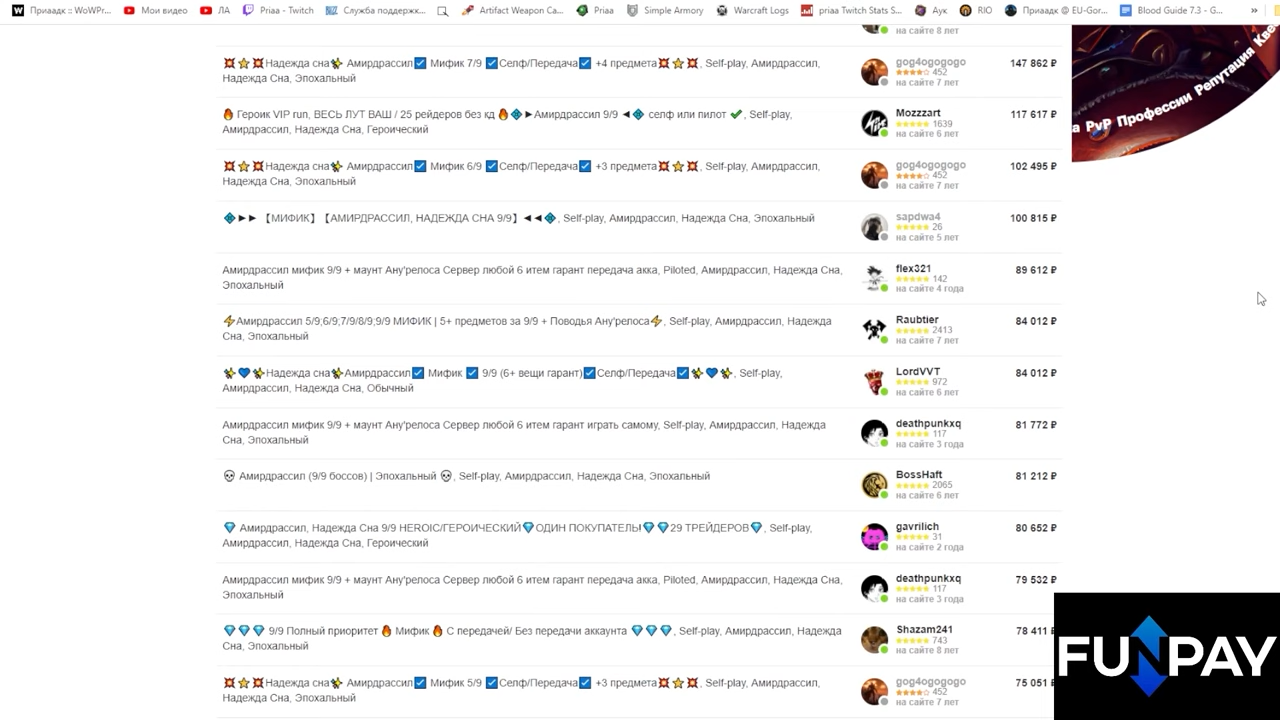 Приаадк :: WoWPr...
Мои видео
ЛА
Priaa - Twitch
Служба поддержк...
Artifact Weapon Ca...
Priaa
Simple Armory
Warcraft Logs
priaa Twitch Stats S...
Аук
RIO
Приаадк @ EU-Gor...
Blood Guide 7.3 - G...
»
на сайте 8 лет
💥⭐💥Надежда сна✨ Амирдрассил☑️ Мифик 7/9 ☑️Селф/Передача☑️ +4 предмета💥⭐💥, Self-play, Амирдрассил,
Надежда Сна, Эпохальный
gog4ogogogo
452
на сайте 7 лет
147 862 ₽
🔥 Героик VIP run, ВЕСЬ ЛУТ ВАШ / 25 рейдеров без кд 🔥💠►Амирдрассил 9/9 ◄💠 селф или пилот ✔, Self-play,
Амирдрассил, Надежда Сна, Героический
Mozzzart
1639
на сайте 6 лет
117 617 ₽
💥⭐💥Надежда сна✨ Амирдрассил☑️ Мифик 6/9 ☑️Селф/Передача☑️ +3 предмета💥⭐💥, Self-play, Амирдрассил,
Надежда Сна, Эпохальный
gog4ogogogo
452
на сайте 7 лет
102 495 ₽
💠►►【МИФИК】【АМИРДРАССИЛ, НАДЕЖДА СНА 9/9】◄◄💠, Self-play, Амирдрассил, Надежда Сна, Эпохальный
sapdwa4
26
на сайте 5 лет
100 815 ₽
Амирдрассил мифик 9/9 + маунт Ану'релоса Сервер любой 6 итем гарант передача акка, Piloted, Амирдрассил, Надежда Сна,
Эпохальный
flex321
142
на сайте 4 года
89 612 ₽
⚡Амирдрассил 5/9;6/9;7/9/8/9;9/9 МИФИК | 5+ предметов за 9/9 + Поводья Ану'релоса⚡, Self-play, Амирдрассил, Надежда
Сна, Эпохальный
Raubtier
2413
на сайте 7 лет
84 012 ₽
✨💙✨Надежда сна✨Амирдрассил☑️ Мифик ☑️ 9/9 (6+ вещи гарант)☑️Селф/Передача☑️✨💙✨, Self-play,
Амирдрассил, Надежда Сна, Обычный
LordVVT
972
на сайте 6 лет
84 012 ₽
Амирдрассил мифик 9/9 + маунт Ану'релоса Сервер любой 6 итем гарант играть самому, Self-play, Амирдрассил, Надежда
Сна, Эпохальный
deathpunkxq
117
на сайте 3 года
81 772 ₽
💀 Амирдрассил (9/9 боссов) | Эпохальный 💀, Self-play, Амирдрассил, Надежда Сна, Эпохальный
BossHaft
2065
на сайте 6 лет
81 212 ₽
💎 Амирдрассил, Надежда Сна 9/9 HEROIC/ГЕРОИЧЕСКИЙ💎ОДИН ПОКУПАТЕЛЬ!💎💎29 ТРЕЙДЕРОВ💎, Self-play,
Амирдрассил, Надежда Сна, Героический
gavrilich
31
на сайте 2 года
80 652 ₽
Амирдрассил мифик 9/9 + маунт Ану'релоса Сервер любой 6 итем гарант передача акка, Piloted, Амирдрассил, Надежда Сна,
Эпохальный
deathpunkxq
117
на сайте 3 года
79 532 ₽
💎💎💎 9/9 Полный приоритет 🔥 Мифик 🔥 С передачей/ Без передачи аккаунта 💎💎💎, Self-play, Амирдрассил, Надежда
Сна, Эпохальный
Shazam241
743
на сайте 8 лет
78 411 ₽
💥⭐💥Надежда сна✨ Амирдрассил☑️ Мифик 5/9 ☑️Селф/Передача☑️ +3 предмета💥⭐💥, Self-play, Амирдрассил,
Надежда Сна, Эпохальный
gog4ogogogo
452
на сайте 7 лет
75 051 ₽
а PvP Профессии Репутация Кве
FUNPAY